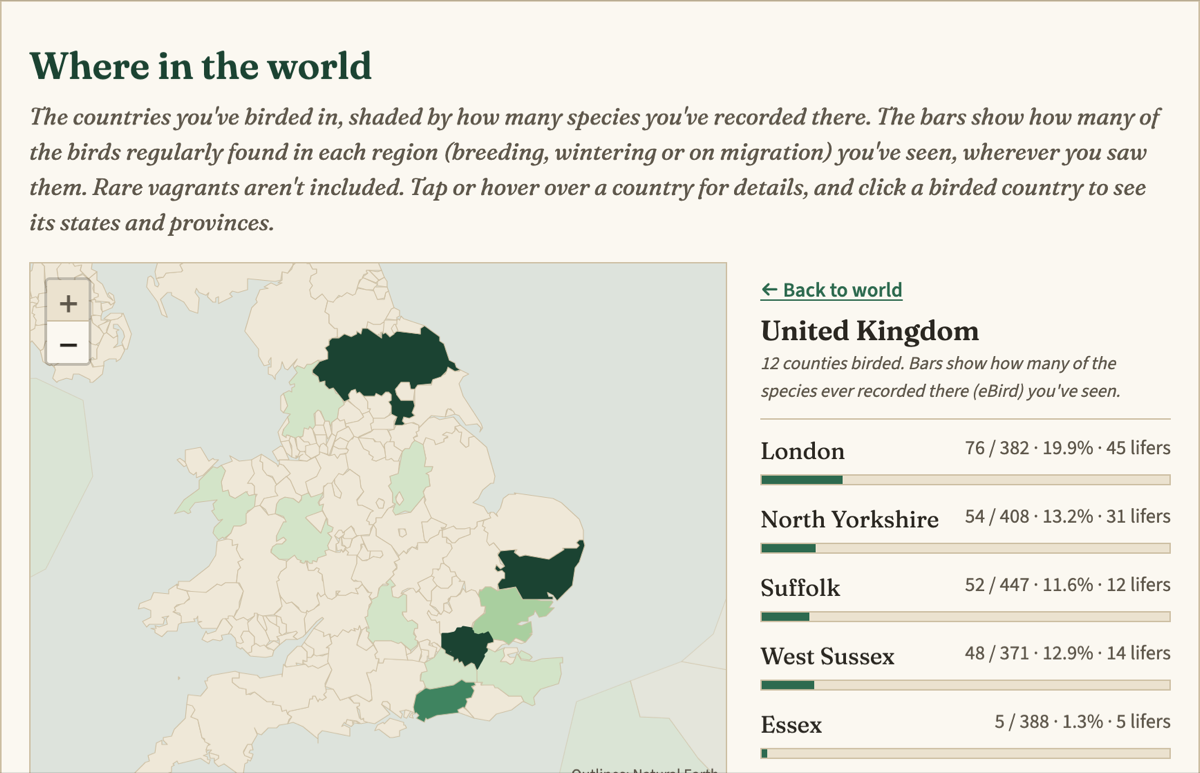 Where in the world
The countries you've birded in, shaded by how many species you've recorded there. The bars show how many of
the birds regularly found in each region (breeding, wintering or on migration) you've seen, wherever you saw
them. Rare vagrants aren't included. Tap or hover over a country for details, and click a birded country to see
its states and provinces.
+
−
← Back to world
United Kingdom
12 counties birded. Bars show how many of the
species ever recorded there (eBird) you've seen.
London 76 / 382 · 19.9% · 45 lifers
North Yorkshire 54 / 408 · 13.2% · 31 lifers
Suffolk 52 / 447 · 11.6% · 12 lifers
West Sussex 48 / 371 · 12.9% · 14 lifers
Essex 5 / 388 · 1.3% · 5 lifers
Outlines: Natural Earth